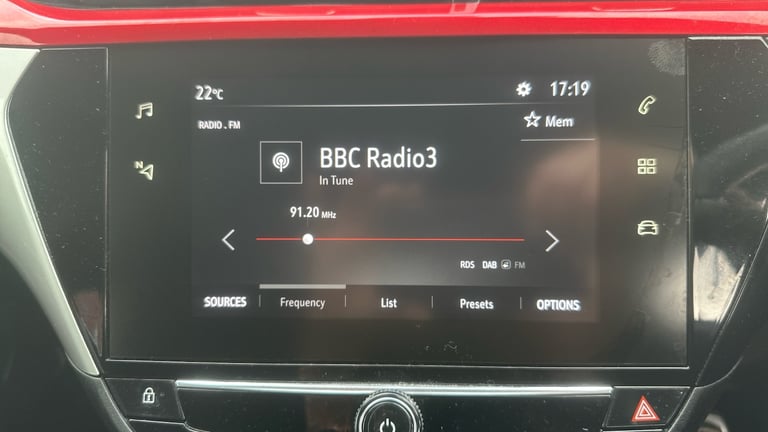 22°C 17:19
RADIO . FM
Mem
BBC Radio3
In Tune
N
91.20 MHz
RDS DAB FM
SOURCES Frequency List Presets OPTIONS